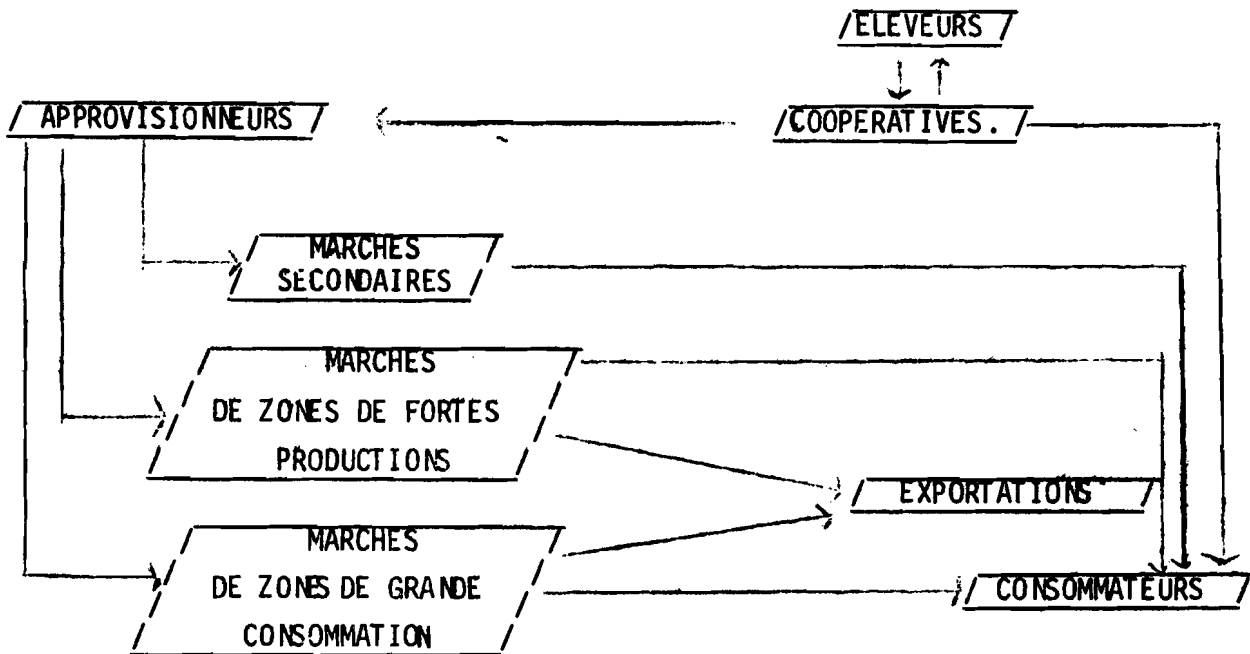 ELEVEURS
APPROVISIONNEURS
COOPERATIVES.
MARCHES
SECONDAIRES
MARCHES
DE ZONES DE FORTES
PRODUCTIONS
EXPORTATIONS
MARCHES
DE ZONES DE GRANDE
CONSOMMATION
CONSOMMATEURS